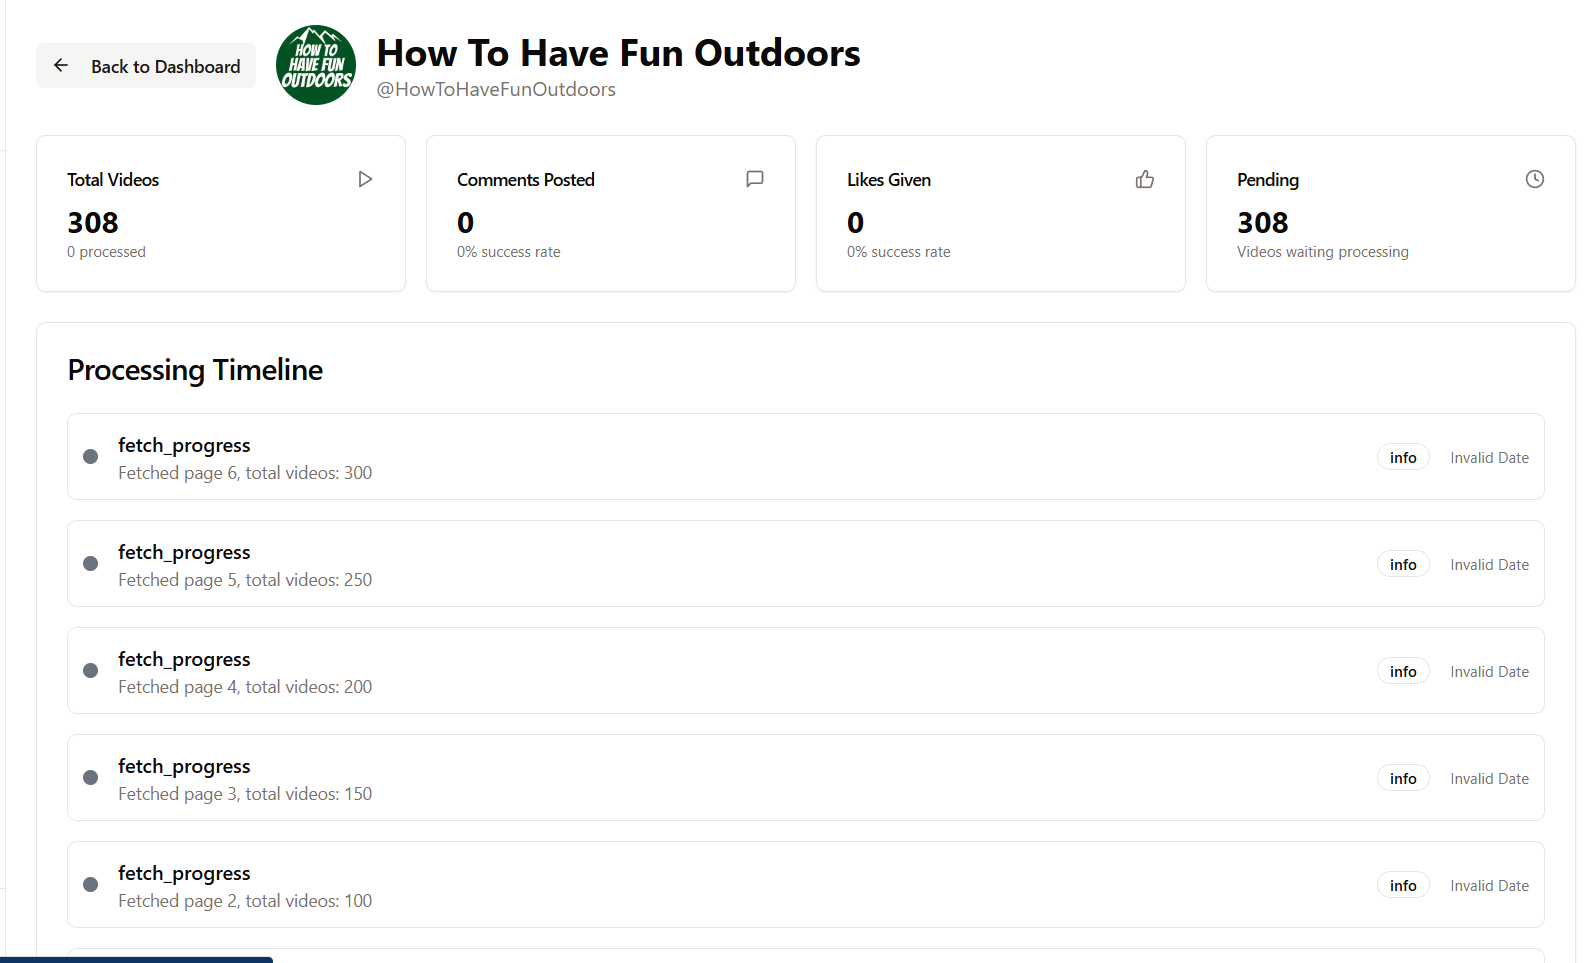 Back to Dashboard
HOW TO
HAVE FUN
OUTDOORS
How To Have Fun Outdoors
@HowToHaveFunOutdoors
Total Videos
308
0 processed
Comments Posted
0
0% success rate
Likes Given
0
0% success rate
Pending
308
Videos waiting processing
Processing Timeline
fetch_progress
Fetched page 6, total videos: 300
info
Invalid Date
fetch_progress
Fetched page 5, total videos: 250
info
Invalid Date
fetch_progress
Fetched page 4, total videos: 200
info
Invalid Date
fetch_progress
Fetched page 3, total videos: 150
info
Invalid Date
fetch_progress
Fetched page 2, total videos: 100
info
Invalid Date